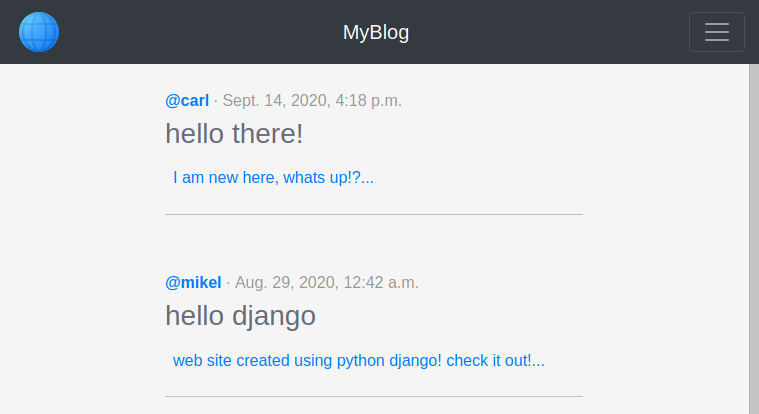 MyBlog
@carl · Sept. 14, 2020, 4:18 p.m.
hello there!
I am new here, whats up!?...
@mikel · Aug. 29, 2020, 12:42 a.m.
hello django
web site created using python django! check it out!...